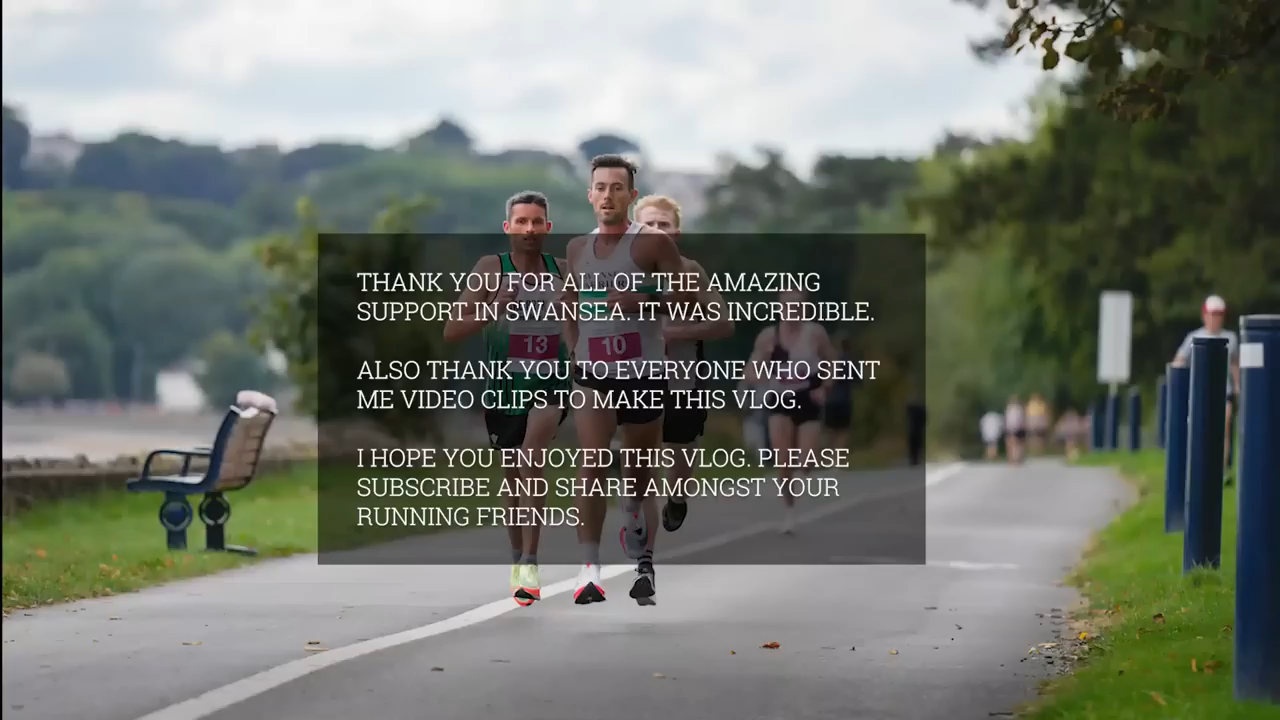 THANK YOU FOR ALL OF THE AMAZING
SUPPORT IN SWANSEA. IT WAS INCREDIBLE.
ALSO THANK YOU TO EVERYONE WHO SENT
ME VIDEO CLIPS TO MAKE THIS VLOG.
I HOPE YOU ENJOYED THIS VLOG. PLEASE
SUBSCRIBE AND SHARE AMONGST YOUR
RUNNING FRIENDS.
13
10